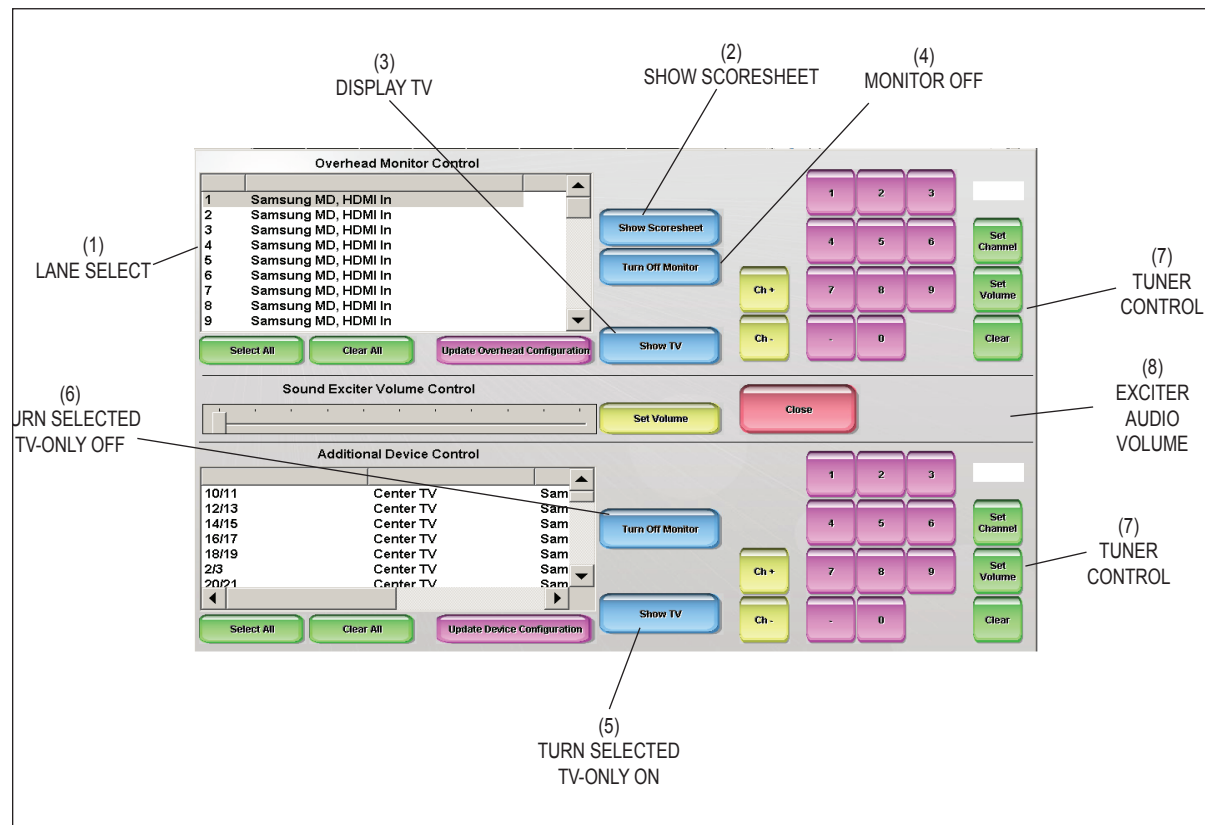 (3)
DISPLAY TV
(2)
SHOW SCORESHEET
(4)
MONITOR OFF
(1)
LANE SELECT
Overhead Monitor Control
1 Samsung MD, HDMI In
2 Samsung MD, HDMI In
3 Samsung MD, HDMI In
4 Samsung MD, HDMI In
5 Samsung MD, HDMI In
6 Samsung MD, HDMI In
7 Samsung MD, HDMI In
8 Samsung MD, HDMI In
9 Samsung MD, HDMI In
Select All
Clear All
Update Overhead Configuration
Show Scoresheet
Turn Off Monitor
Show TV
Ch +
Ch -
1 2 3
4 5 6
7 8 9
- 0
Set Channel
Set Volume
Clear
(7)
TUNER
CONTROL
(6)
URN SELECTED
TV-ONLY OFF
Sound Exciter Volume Control
Set Volume
Close
(8)
EXCITER
AUDIO
VOLUME
Additional Device Control
10/11 Center TV Sam
12/13 Center TV Sam
14/15 Center TV Sam
16/17 Center TV Sam
18/19 Center TV Sam
2/3 Center TV Sam
20/21 Center TV Sam
Select All
Clear All
Update Device Configuration
Turn Off Monitor
Show TV
Ch +
Ch -
1 2 3
4 5 6
7 8 9
- 0
Set Channel
Set Volume
Clear
(7)
TUNER
CONTROL
(5)
TURN SELECTED
TV-ONLY ON